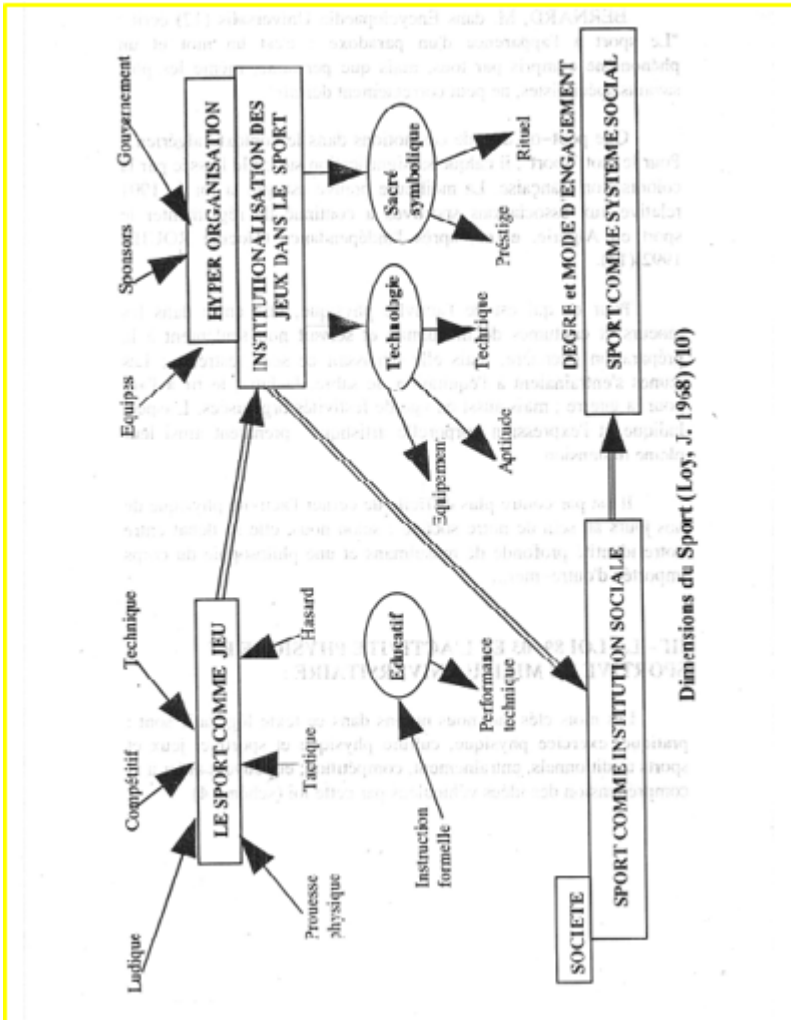 Ludique
Compétitif
Technique
Equipes
Sponsors
Gouvernement
LE SPORT COMME JEU
HYPER ORGANISATION
INSTITUTIONALISATION DES
JEUX DANS LE SPORT
Prouesse
physique
Tactique
Hasard
Educatif
Technologie
Sacré
symbolique
Instruction
formelle
Performance
technique
Equipemen
Aptitude
Technique
Préstige
Rituel
SOCIETE
SPORT COMME INSTITUTION SOCIALE
DEGRE et MODE D'ENGAGEMENT
SPORT COMME SYSTEME SOCIAL
Dimensions du Sport (Loy, J. 1968) (10)